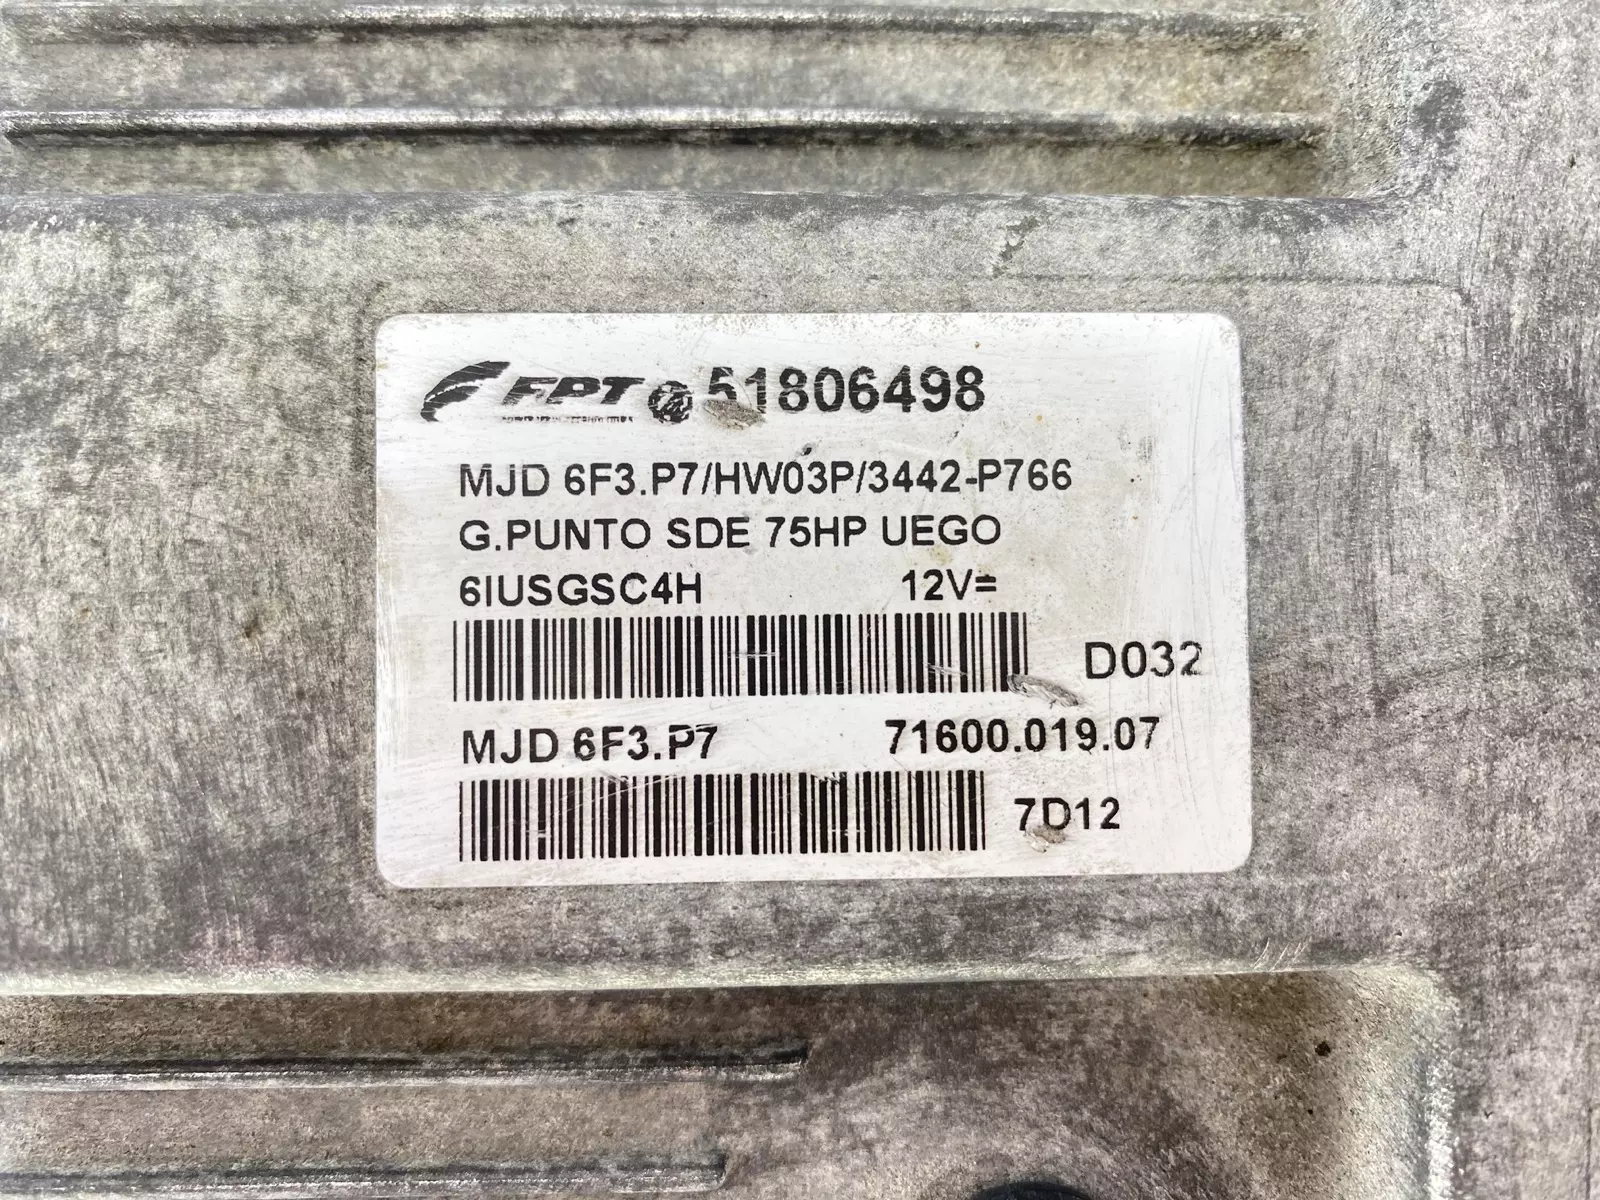 FPT 51806498
MJD 6F3.P7/HW03P/3442-P766
G.PUNTO SDE 75HP UEGO
6IUSGSC4H 12V=
D032
MJD 6F3.P7 71600.019.07
7D12